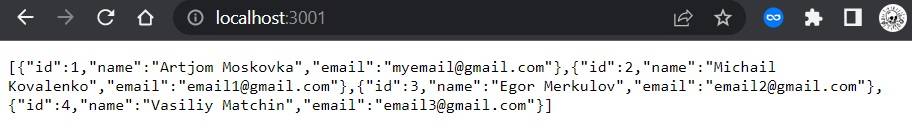 localhost:3001
[{"id":1,"name":"Artjom Moskovka","email":"myemail@gmail.com"},{"id":2,"name":"Michail
Kovalenko","email":"email1@gmail.com"},{"id":3,"name":"Egor Merkulov","email":"email2@gmail.com"},
{"id":4,"name":"Vasiliy Matchin","email":"email3@gmail.com"}]